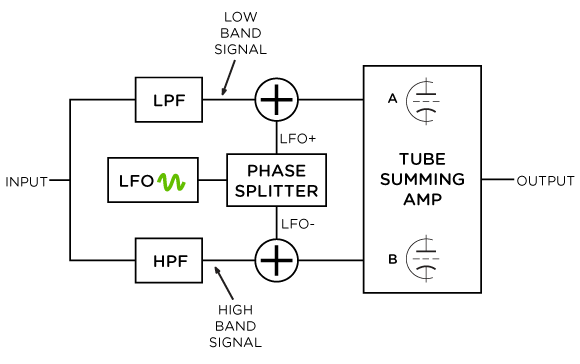 LOW
BAND
SIGNAL
LPF
LFO+
A
INPUT
LFO
PHASE
SPLITTER
TUBE
SUMMING
AMP
OUTPUT
LFO-
HPF
B
HIGH
BAND
SIGNAL